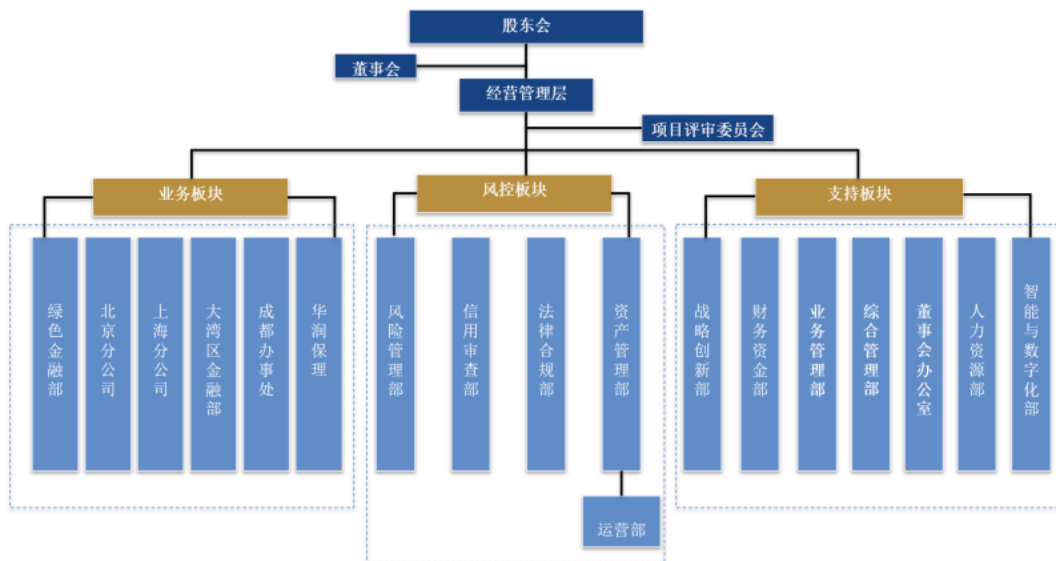 股东会
董事会
经营管理层
项目评审委员会
业务板块
风控板块
支持板块
绿色金融部
北京分公司
上海分公司
大湾区金融部
成都办事处
华润保理
风险管理部
信用审查部
法律合规部
资产管理部
战略创新部
财务资金部
业务管理部
综合管理部
董事会办公室
人力资源部
智能与数字化部
运营部